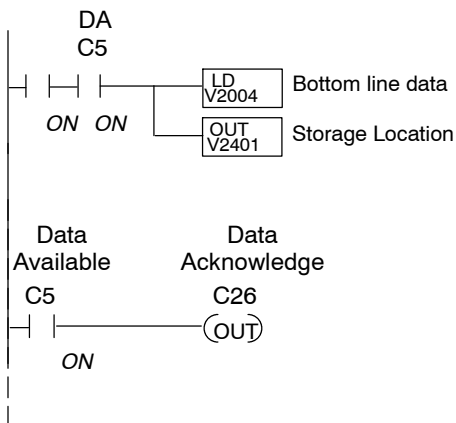 DA
C5
LD
V2004
Bottom line data
ON ON
OUT
V2401
Storage Location
Data
Available
Data
Acknowledge
C5
C26
OUT
ON